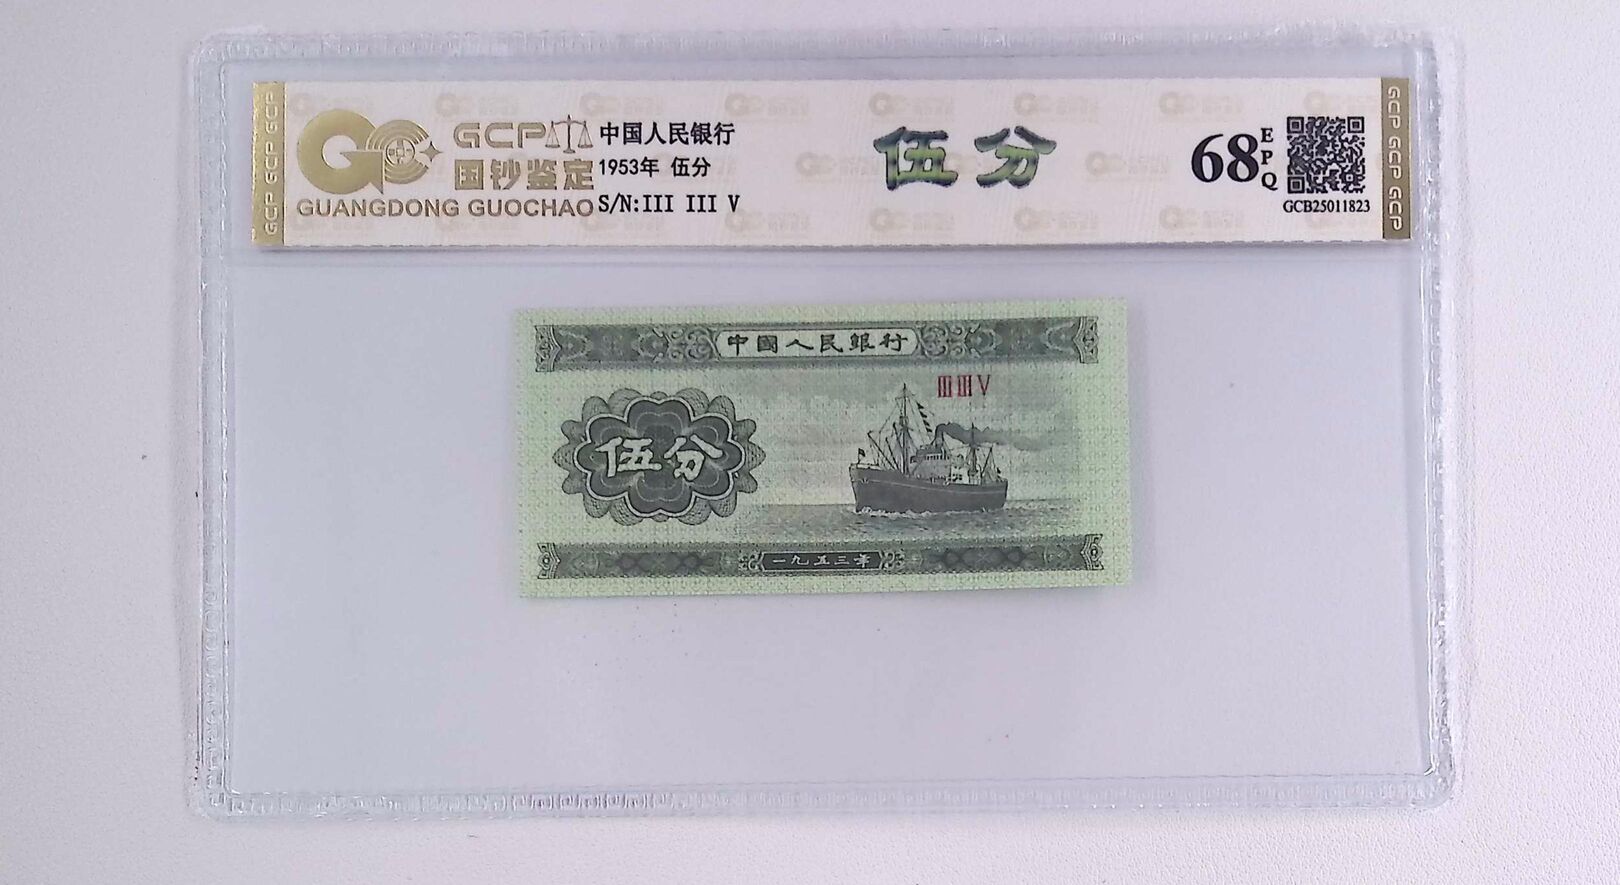 GCP GCP GCP
GCP
国钞鉴定
GUANGDONG GUOCHAO
中国人民银行
1953年 伍分
S/N:III III V
伍分
68
EPQ
GCB25011823
GCP GCP GCP
中國人民銀行
III III V
伍分
一九五三年